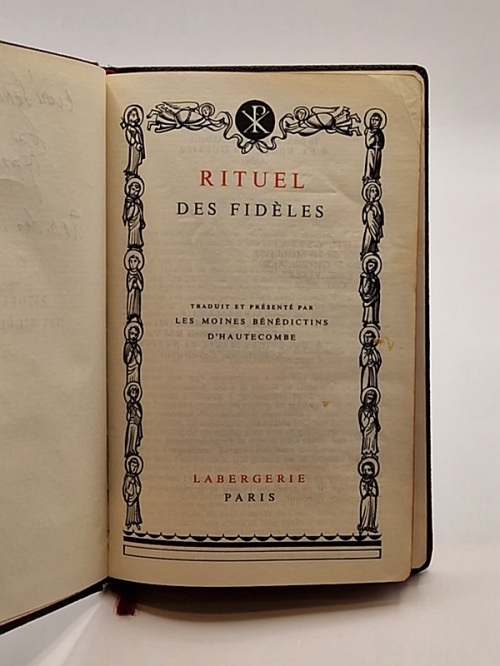 RITUEL
DES FIDÈLES
TRADUIT ET PRÉSENTÉ PAR
LES MOINES BÉNÉDICTINS
D'HAUTECOMBE
LABERGERIE
PARIS